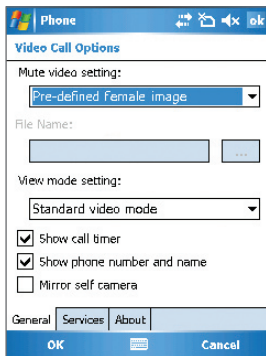 Phone ok
Video Call Options
Mute video setting:
Pre-defined female image
File Name:
...
View mode setting:
Standard video mode
Show call timer
Show phone number and name
Mirror self camera
General Services About
OK Cancel